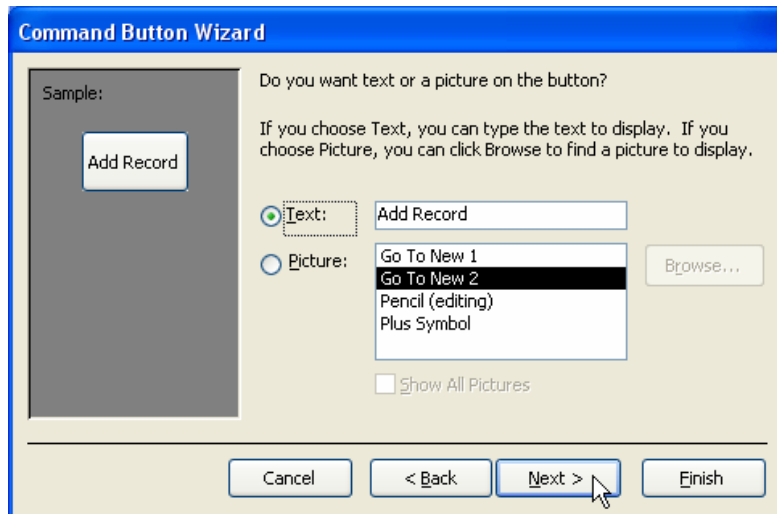 Command Button Wizard
Sample:
Add Record
Do you want text or a picture on the button?
If you choose Text, you can type the text to display.  If you
choose Picture, you can click Browse to find a picture to display.
Text:
Add Record
Picture:
Go To New 1
Go To New 2
Pencil (editing)
Plus Symbol
Browse...
Show All Pictures
Cancel
< Back
Next >
Finish